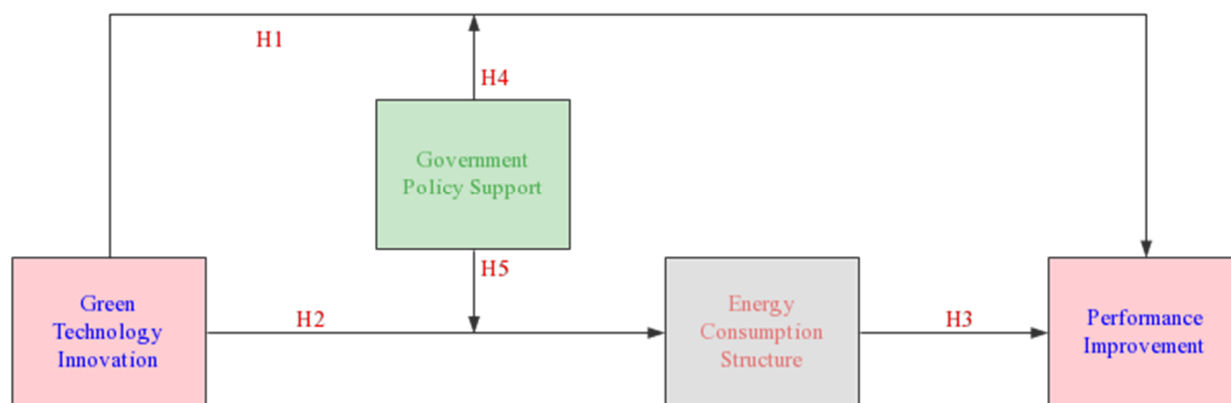 H1
H4
Government
Policy Support
H5
Green
Technology
Innovation
H2
Energy
Consumption
Structure
H3
Performance
Improvement